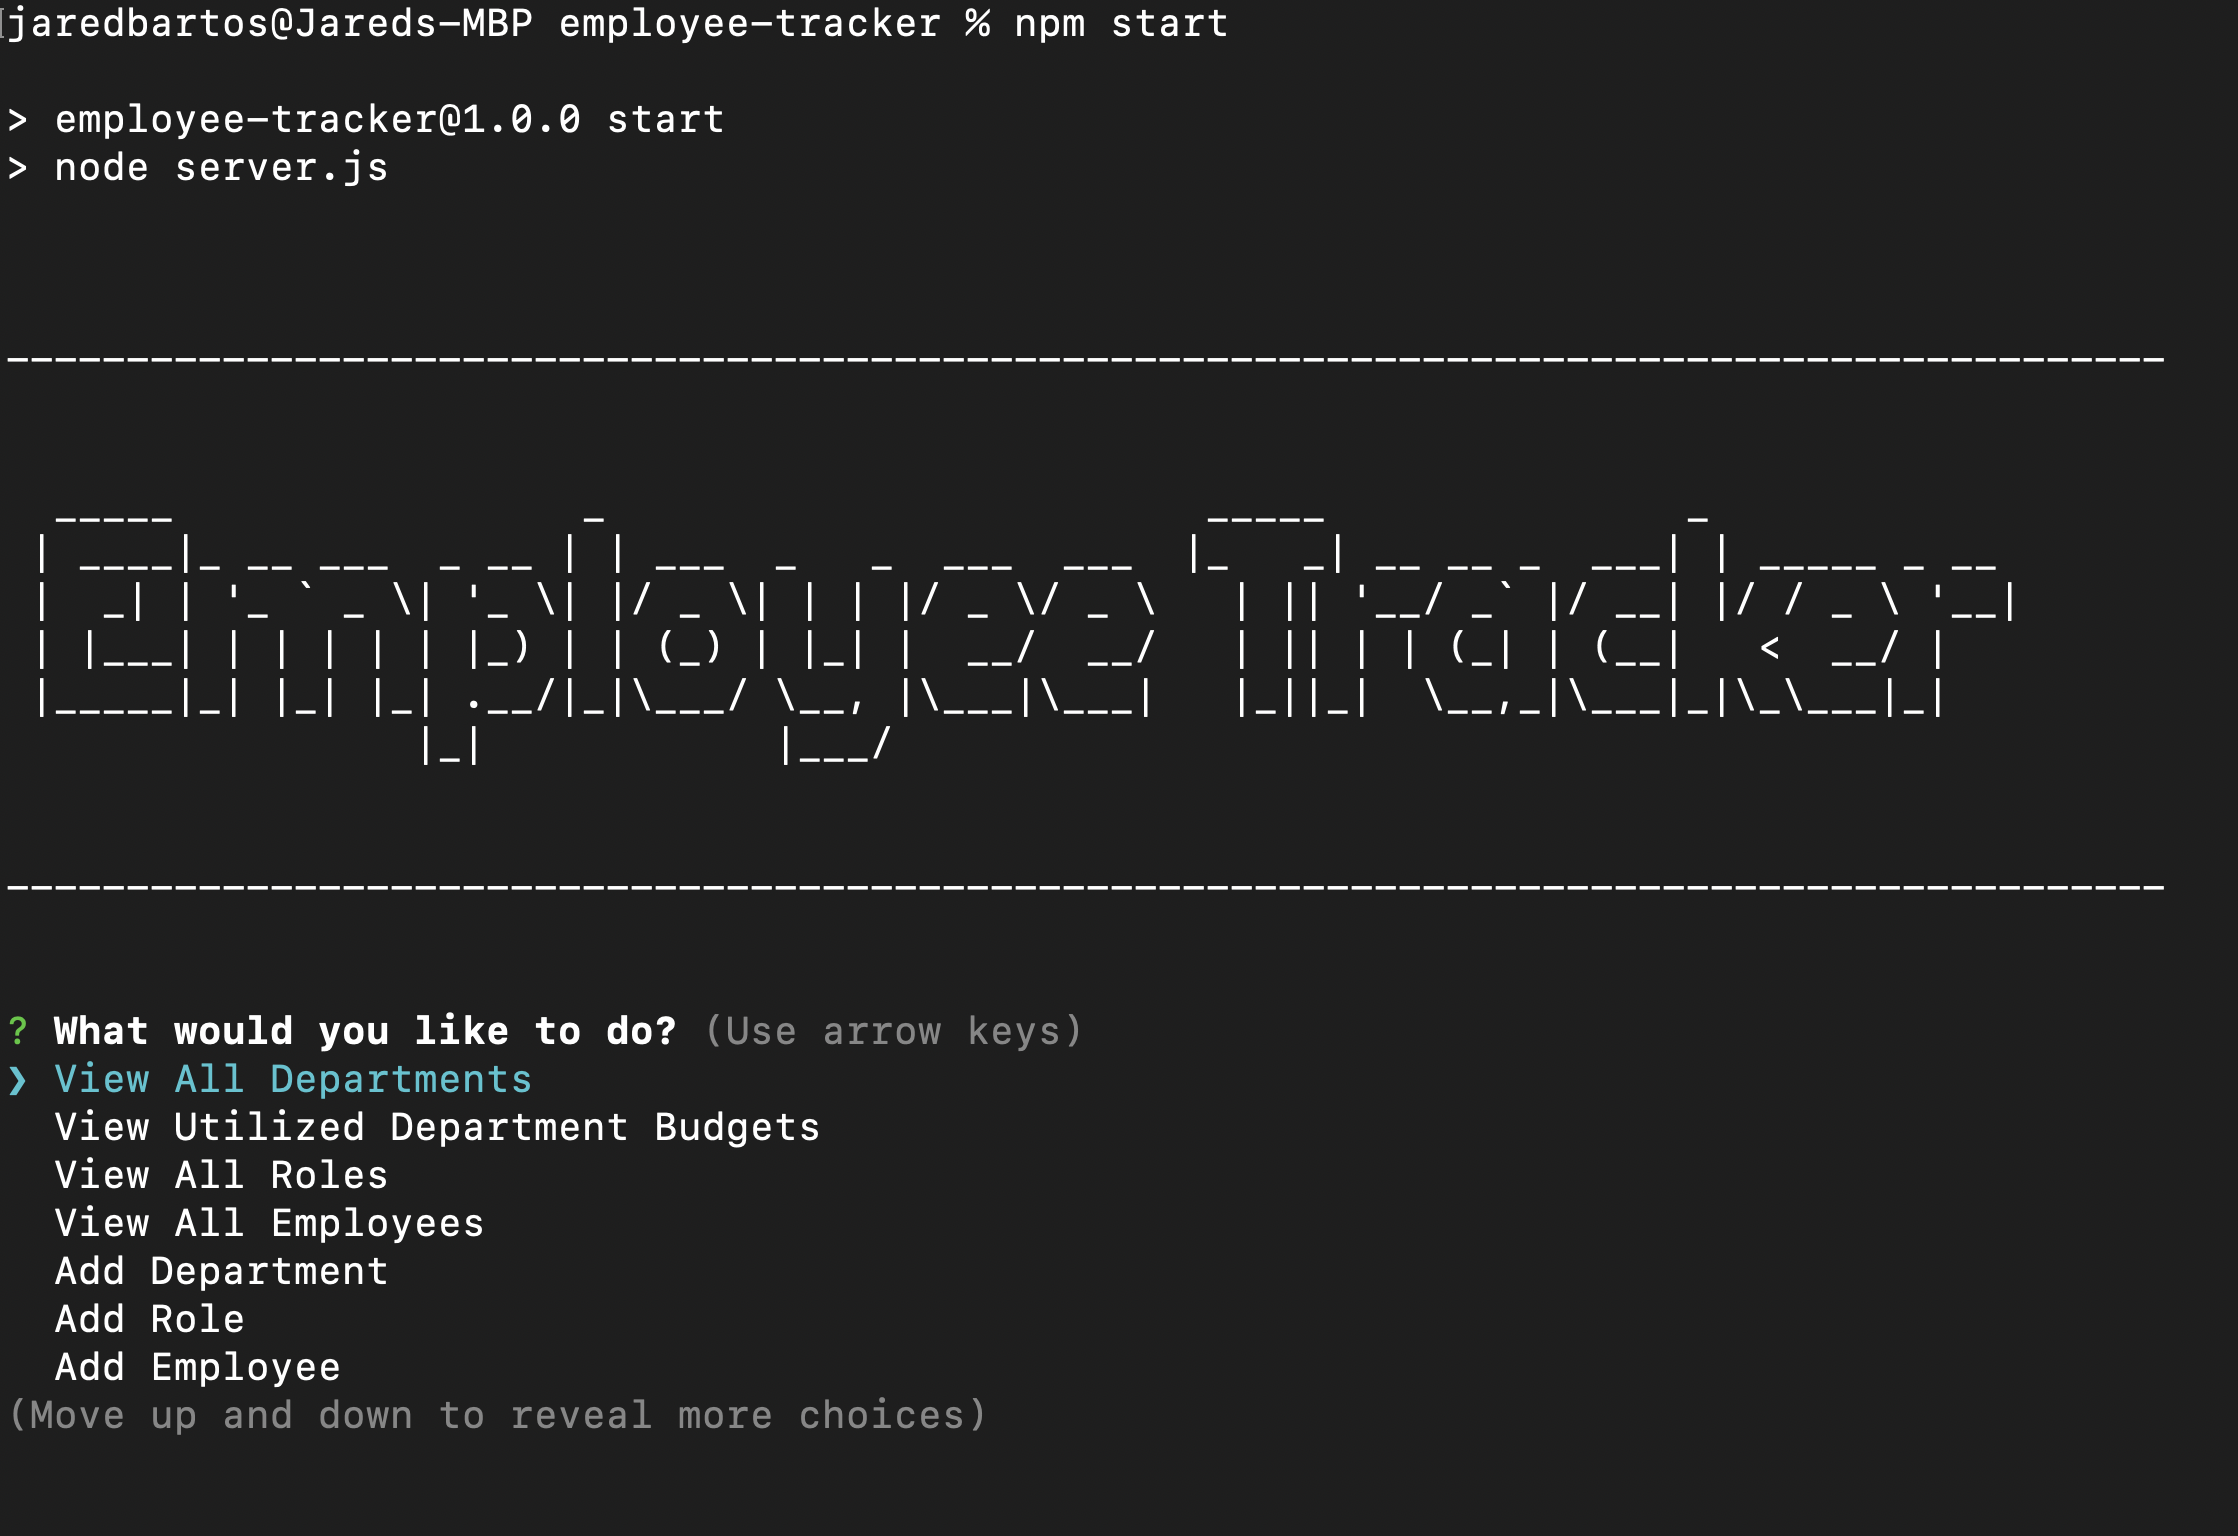 jaredbartos@Jareds-MBP employee-tracker % npm start
> employee-tracker@1.0.0 start
> node server.js
Employee Tracker
? What would you like to do? (Use arrow keys)
❯ View All Departments
View Utilized Department Budgets
View All Roles
View All Employees
Add Department
Add Role
Add Employee
(Move up and down to reveal more choices)